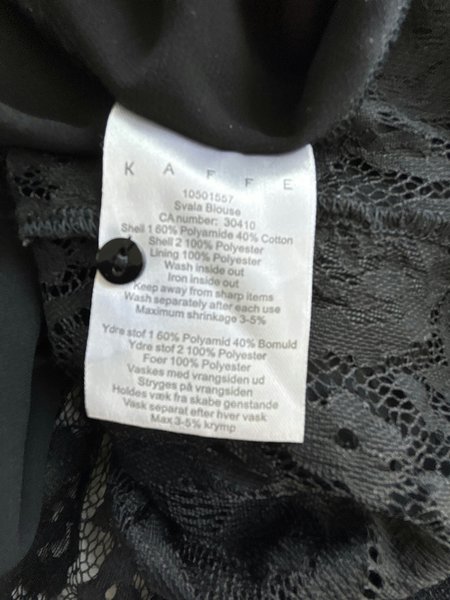 KAFFE
10501557
Svala Blouse
CA number: 30410
Shell 1 60% Polyamide 40% Cotton
Shell 2 100% Polyester
Lining 100% Polyester
Wash inside out
Iron inside out
Keep away from sharp items
Wash separately after each use
Maximum shrinkage 3-5%
Ydre stof 1 60% Polyamid 40% Bomuld
Ydre stof 2 100% Polyester
Foer 100% Polyester
Vaskes med vrangsiden ud
Stryges på vrangsiden
Holdes væk fra skabe genstande
Vask separat efter hver vask
Max 3-5% krymp